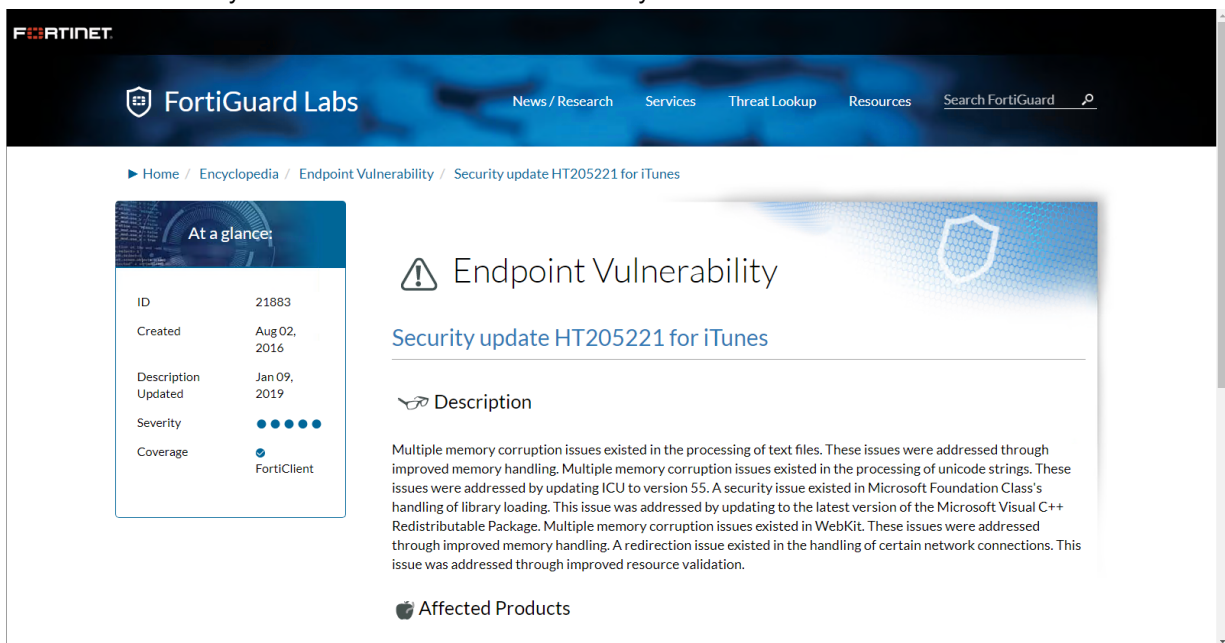 FORTINET
FortiGuard Labs
News / Research
Services
Threat Lookup
Resources
Search FortiGuard
Home / Encyclopedia / Endpoint Vulnerability / Security update HT205221 for iTunes
At a glance:
ID 21883
Created Aug 02,
2016
Description Jan 09,
Updated 2019
Severity
Coverage
FortiClient
Endpoint Vulnerability
Security update HT205221 for iTunes
Description
Multiple memory corruption issues existed in the processing of text files. These issues were addressed through
improved memory handling. Multiple memory corruption issues existed in the processing of unicode strings. These
issues were addressed by updating ICU to version 55. A security issue existed in Microsoft Foundation Class's
handling of library loading. This issue was addressed by updating to the latest version of the Microsoft Visual C++
Redistributable Package. Multiple memory corruption issues existed in WebKit. These issues were addressed
through improved memory handling. A redirection issue existed in the handling of certain network connections. This
issue was addressed through improved resource validation.
Affected Products